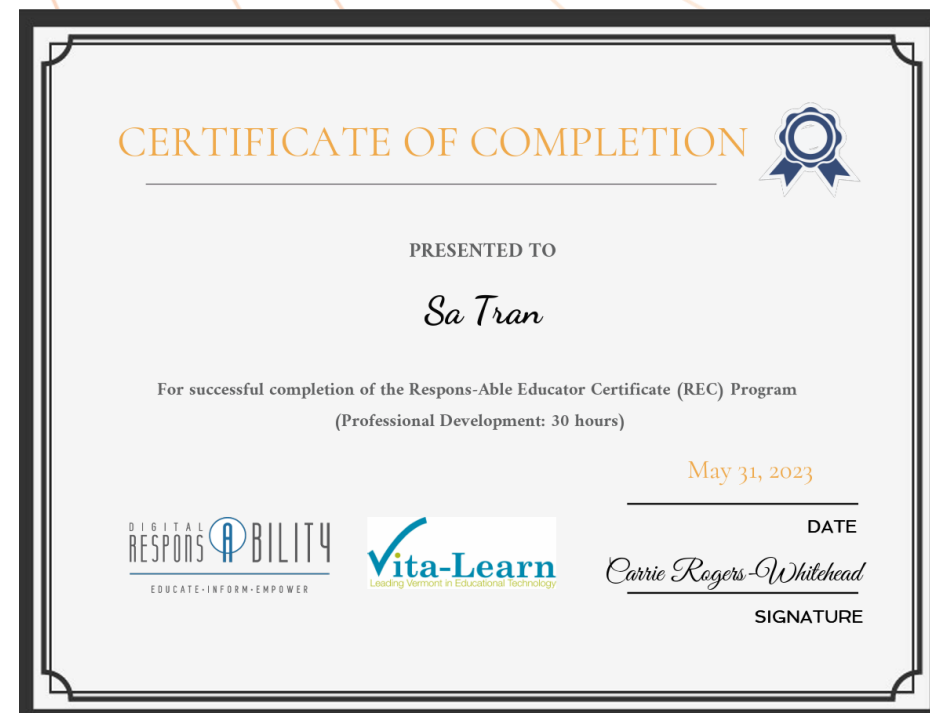 CERTIFICATE OF COMPLETION
PRESENTED TO
Sa Tran
For successful completion of the Respons-Able Educator Certificate (REC) Program
(Professional Development: 30 hours)
May 31, 2023
DATE
DIGITAL
RESPONSABILITY
EDUCATE·INFORM·EMPOWER
Vita-Learn
Leading Vermont in Educational Technology
Carrie Rogers-Whitehead
SIGNATURE